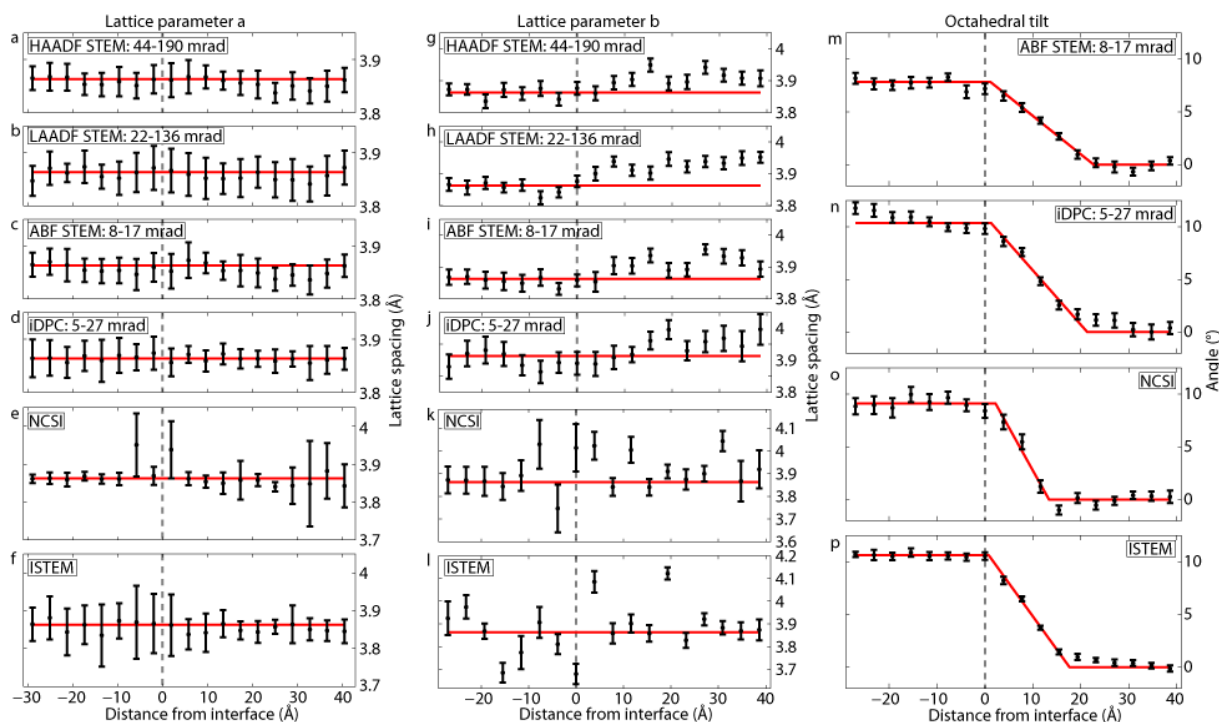 Lattice parameter a
a
HAADF STEM: 44-190 mrad
3.9
3.8
b
LAADF STEM: 22-136 mrad
3.9
3.8
c
ABF STEM: 8-17 mrad
3.9
3.8
d
iDPC: 5-27 mrad
3.9
3.8
e
NCSI
4
3.9
3.8
3.7
f
ISTEM
4
3.9
3.8
3.7
Lattice spacing (Å)
−30 −20 −10 0 10 20 30 40
Distance from interface (Å)
Lattice parameter b
g
HAADF STEM: 44-190 mrad
4
3.9
3.8
h
LAADF STEM: 22-136 mrad
4
3.9
3.8
i
ABF STEM: 8-17 mrad
4
3.9
3.8
j
iDPC: 5-27 mrad
4
3.9
3.8
k
NCSI
4.1
4
3.9
3.8
3.7
3.6
l
ISTEM
4.2
4.1
4
3.9
3.8
3.7
Lattice spacing (Å)
−20 −10 0 10 20 30 40
Distance from interface (Å)
Octahedral tilt
m
ABF STEM: 8-17 mrad
10
5
0
n
iDPC: 5-27 mrad
10
5
0
o
NCSI
10
5
0
p
ISTEM
10
5
0
Angle (°)
−20 −10 0 10 20 30 40
Distance from interface (Å)